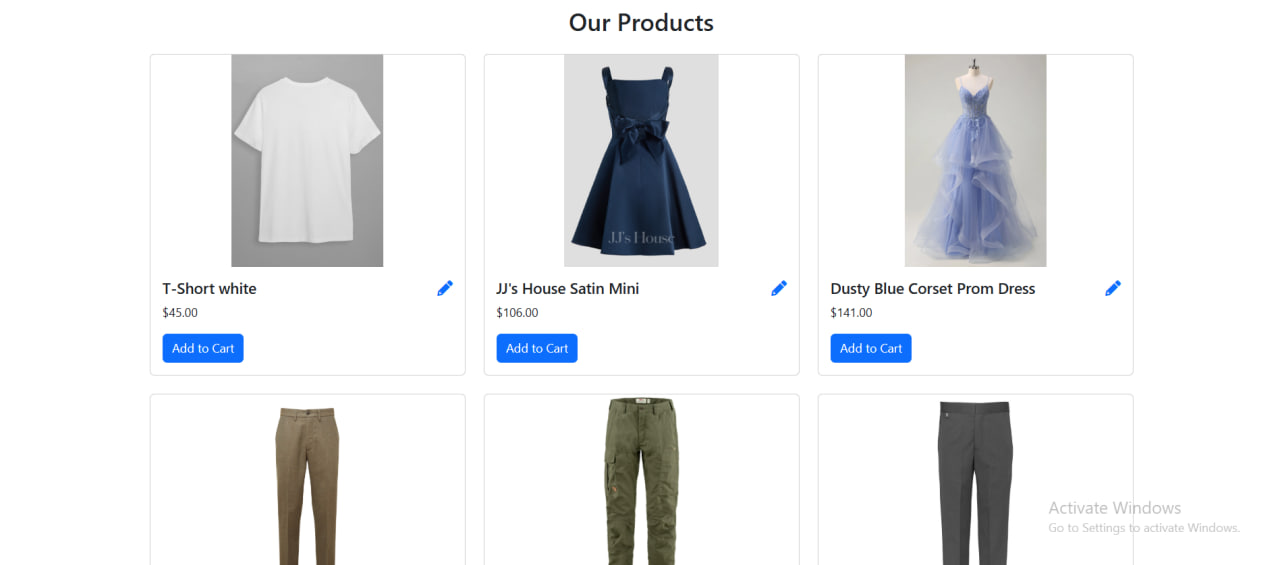 Our Products
JJ's House
T-Short white
JJ's House Satin Mini
Dusty Blue Corset Prom Dress
$45.00
$106.00
$141.00
Add to Cart
Add to Cart
Add to Cart
Activate Windows
Go to Settings to activate Windows.